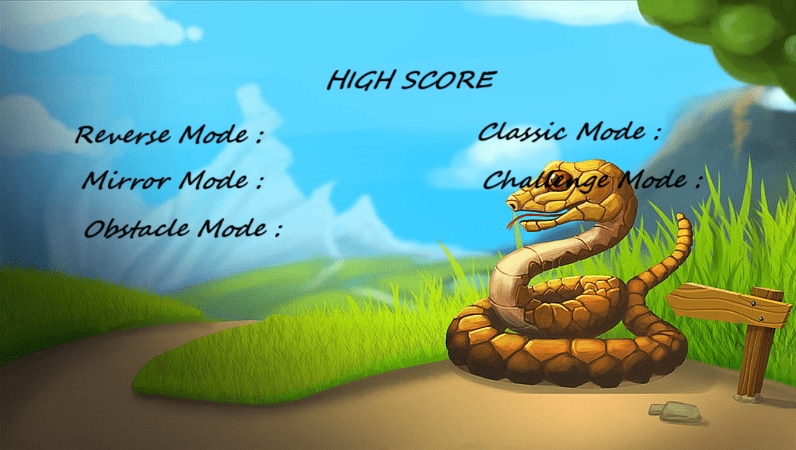 HIGH SCORE
Reverse Mode :
Classic Mode :
Mirror Mode :
Challenge Mode :
Obstacle Mode :